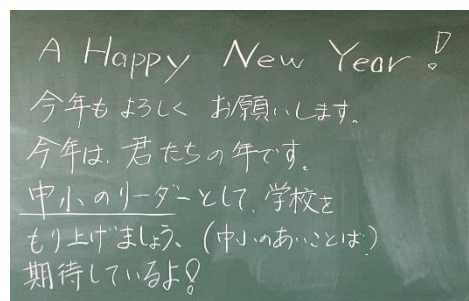 A Happy New Year!
今年も よろしく お願いします。
今年は、君たちの年です。
中小のリーダーとして、学校を
もり上げましょう、(中小のあいことば)
期待しているよ!